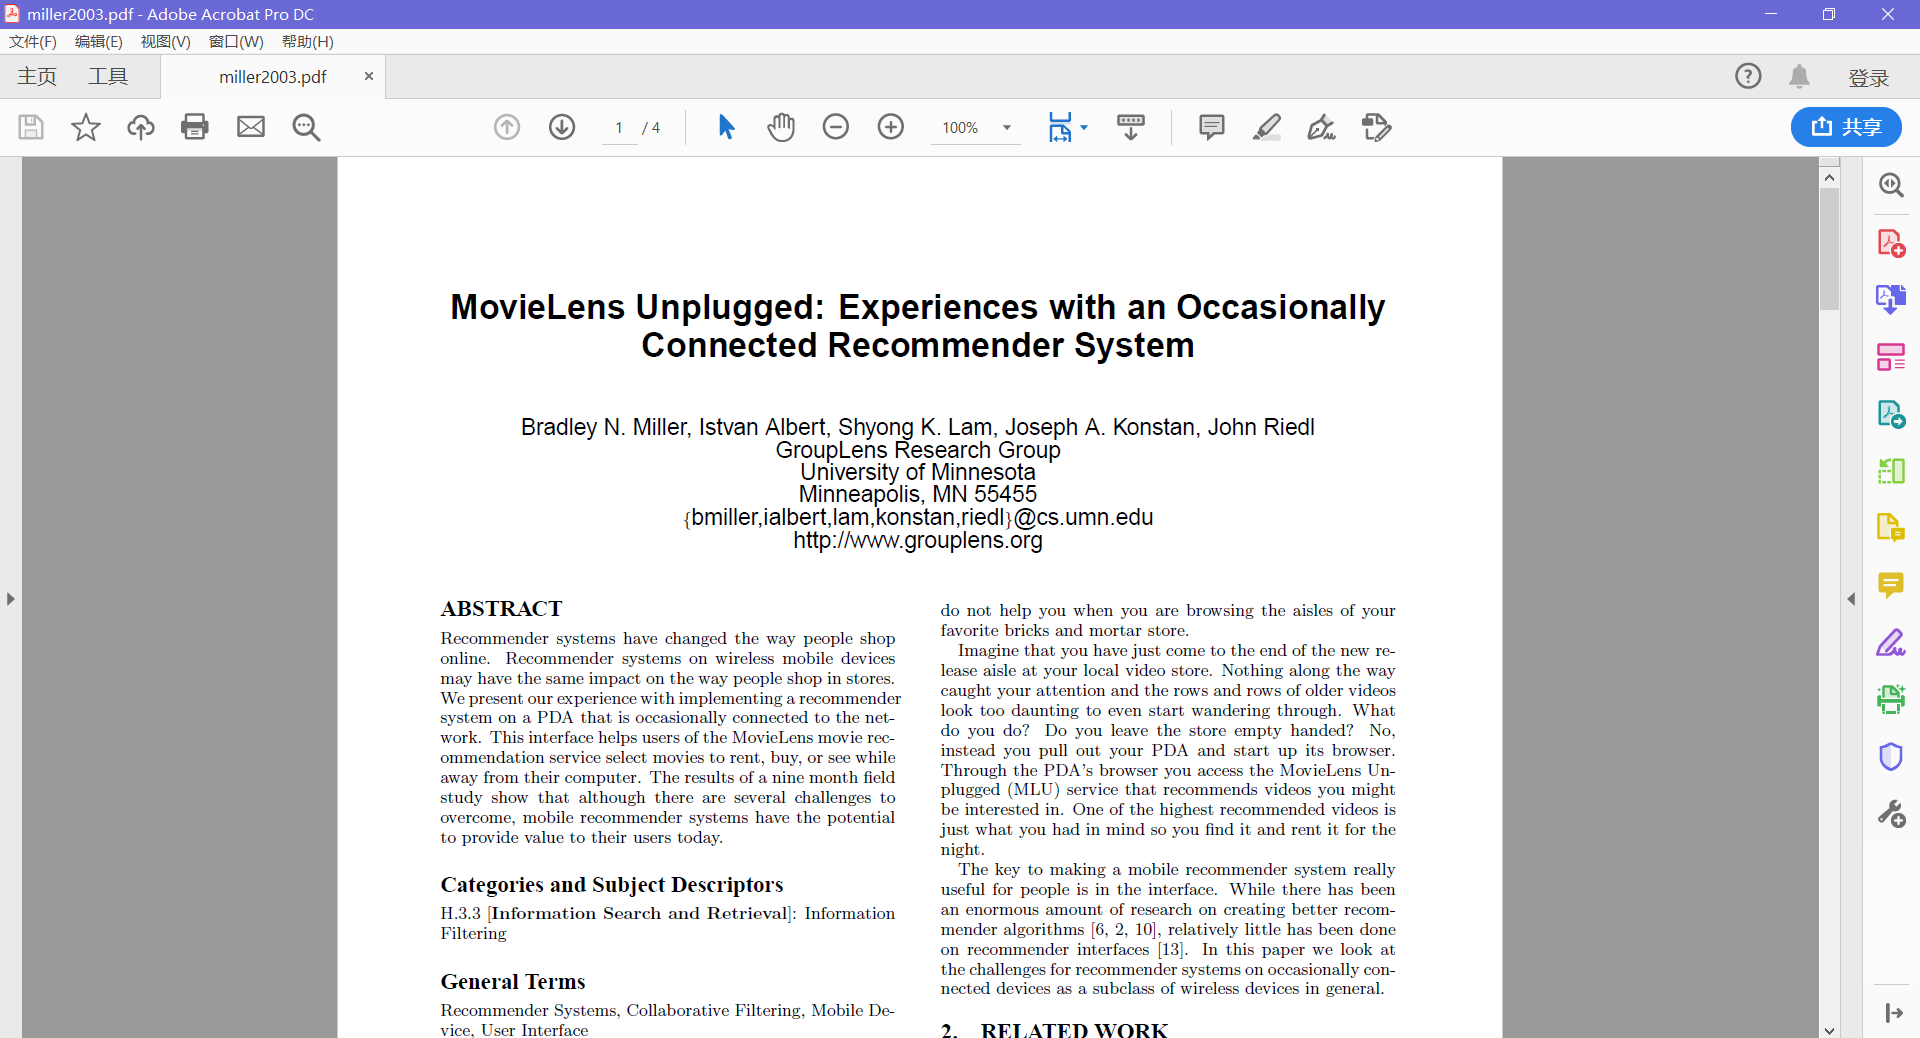 miller2003.pdf - Adobe Acrobat Pro DC
文件(F) 编辑(E) 视图(V) 窗口(W) 帮助(H)
主页 工具 miller2003.pdf × 登录
1 / 4 100% 共享
MovieLens Unplugged: Experiences with an Occasionally
Connected Recommender System
Bradley N. Miller, Istvan Albert, Shyong K. Lam, Joseph A. Konstan, John Riedl
GroupLens Research Group
University of Minnesota
Minneapolis, MN 55455
{bmiller,ialbert,lam,konstan,riedl}@cs.umn.edu
http://www.grouplens.org
ABSTRACT
Recommender systems have changed the way people shop
online. Recommender systems on wireless mobile devices
may have the same impact on the way people shop in stores.
We present our experience with implementing a recommender
system on a PDA that is occasionally connected to the net-
work. This interface helps users of the MovieLens movie rec-
ommendation service select movies to rent, buy, or see while
away from their computer. The results of a nine month field
study show that although there are several challenges to
overcome, mobile recommender systems have the potential
to provide value to their users today.
Categories and Subject Descriptors
H.3.3 [Information Search and Retrieval]: Information
Filtering
General Terms
Recommender Systems, Collaborative Filtering, Mobile De-
vice, User Interface
do not help you when you are browsing the aisles of your
favorite bricks and mortar store.
Imagine that you have just come to the end of the new re-
lease aisle at your local video store. Nothing along the way
caught your attention and the rows and rows of older videos
look too daunting to even start wandering through. What
do you do? Do you leave the store empty handed? No,
instead you pull out your PDA and start up its browser.
Through the PDA's browser you access the MovieLens Un-
plugged (MLU) service that recommends videos you might
be interested in. One of the highest recommended videos is
just what you had in mind so you find it and rent it for the
night.
The key to making a mobile recommender system really
useful for people is in the interface. While there has been
an enormous amount of research on creating better recom-
mender algorithms [6, 2, 10], relatively little has been done
on recommender interfaces [13]. In this paper we look at
the challenges for recommender systems on occasionally con-
nected devices as a subclass of wireless devices in general.
2. RELATED WORK